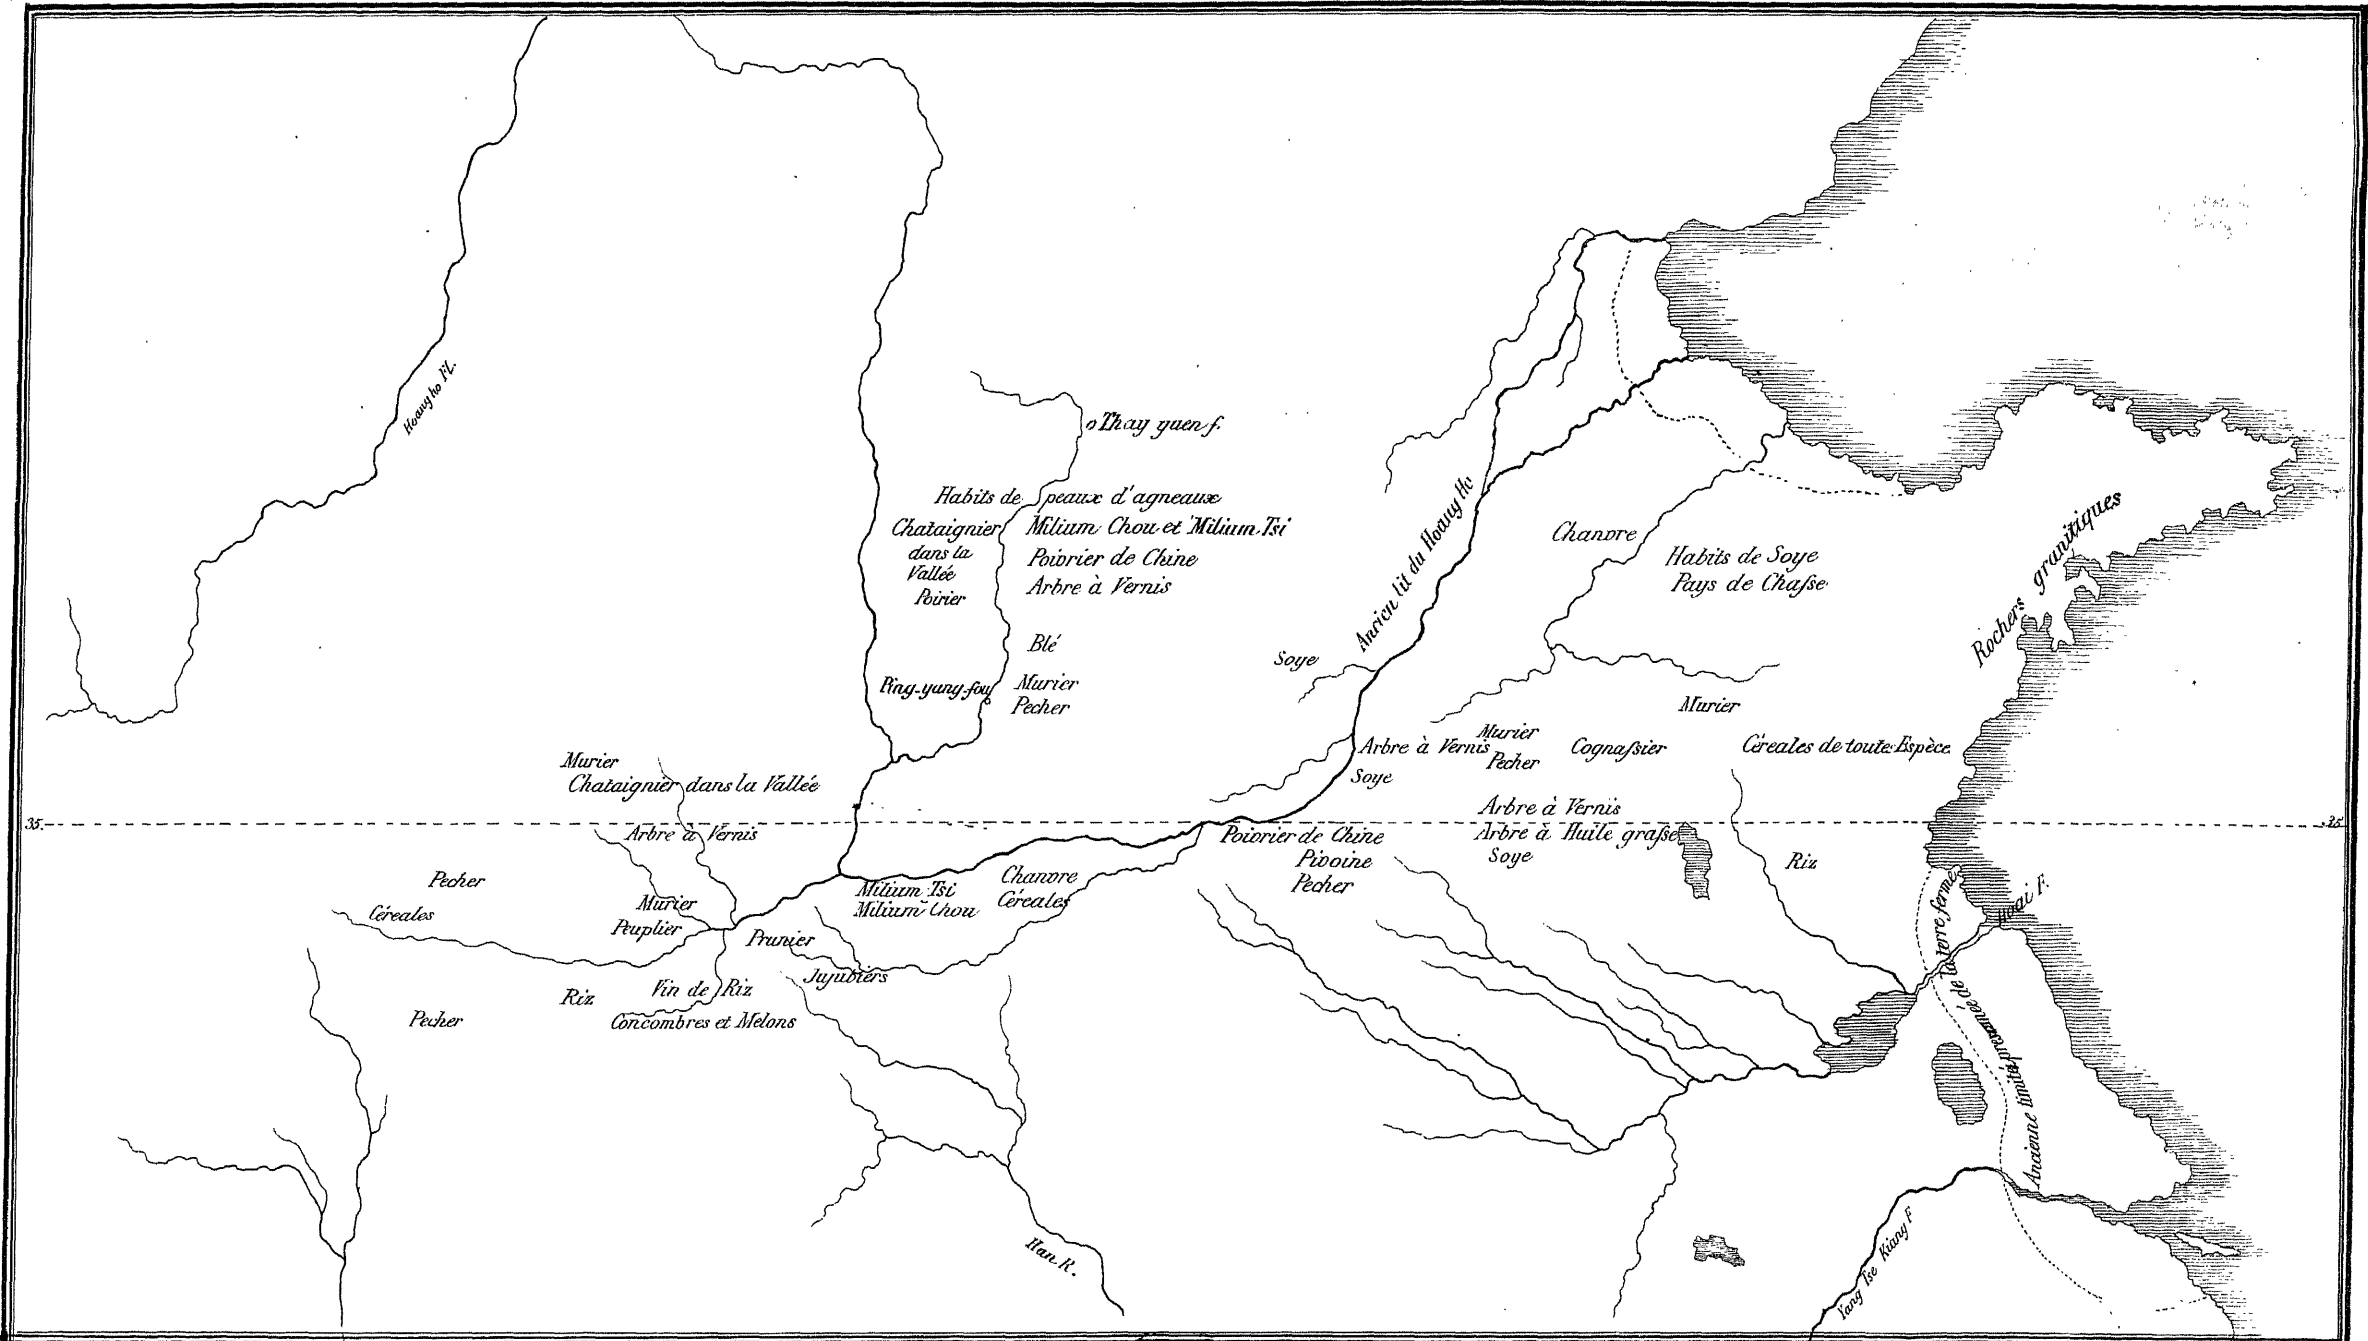 Hoangho Fl.
Thay yuen f.
Habits de peaux d'agneaux
Chataignier
dans la
Vallée
Poirier
Milium Chou et Milium Tsi
Poivrier de Chine
Arbre à Vernis
Blé
Ping-yang-fou
Murier
Pecher
Ancien lit du Hoang Ho
Soye
Chanvre
Habits de Soye
Pays de Chasse
Rochers granitiques
Murier
Arbre à Vernis
Soye
Murier
Pecher
Cognassier
Céreales de toute Espèce
Murier
Chataignier dans la Vallée
35.
35
Arbre à Vernis
Poivrier de Chine
Pivoine
Pecher
Arbre à Vernis
Arbre à Huile grasse
Soye
Riz
Pecher
Céreales
Murier
Peuplier
Milium Tsi
Milium Chou
Chanvre
Céreales
Prunier
Jujubiers
Riz
Vin de Riz
Concombres et Melons
Pecher
Hoai F.
Ancienne limite présumée de la terre ferme
Han R.
Yang Tse Kiang F